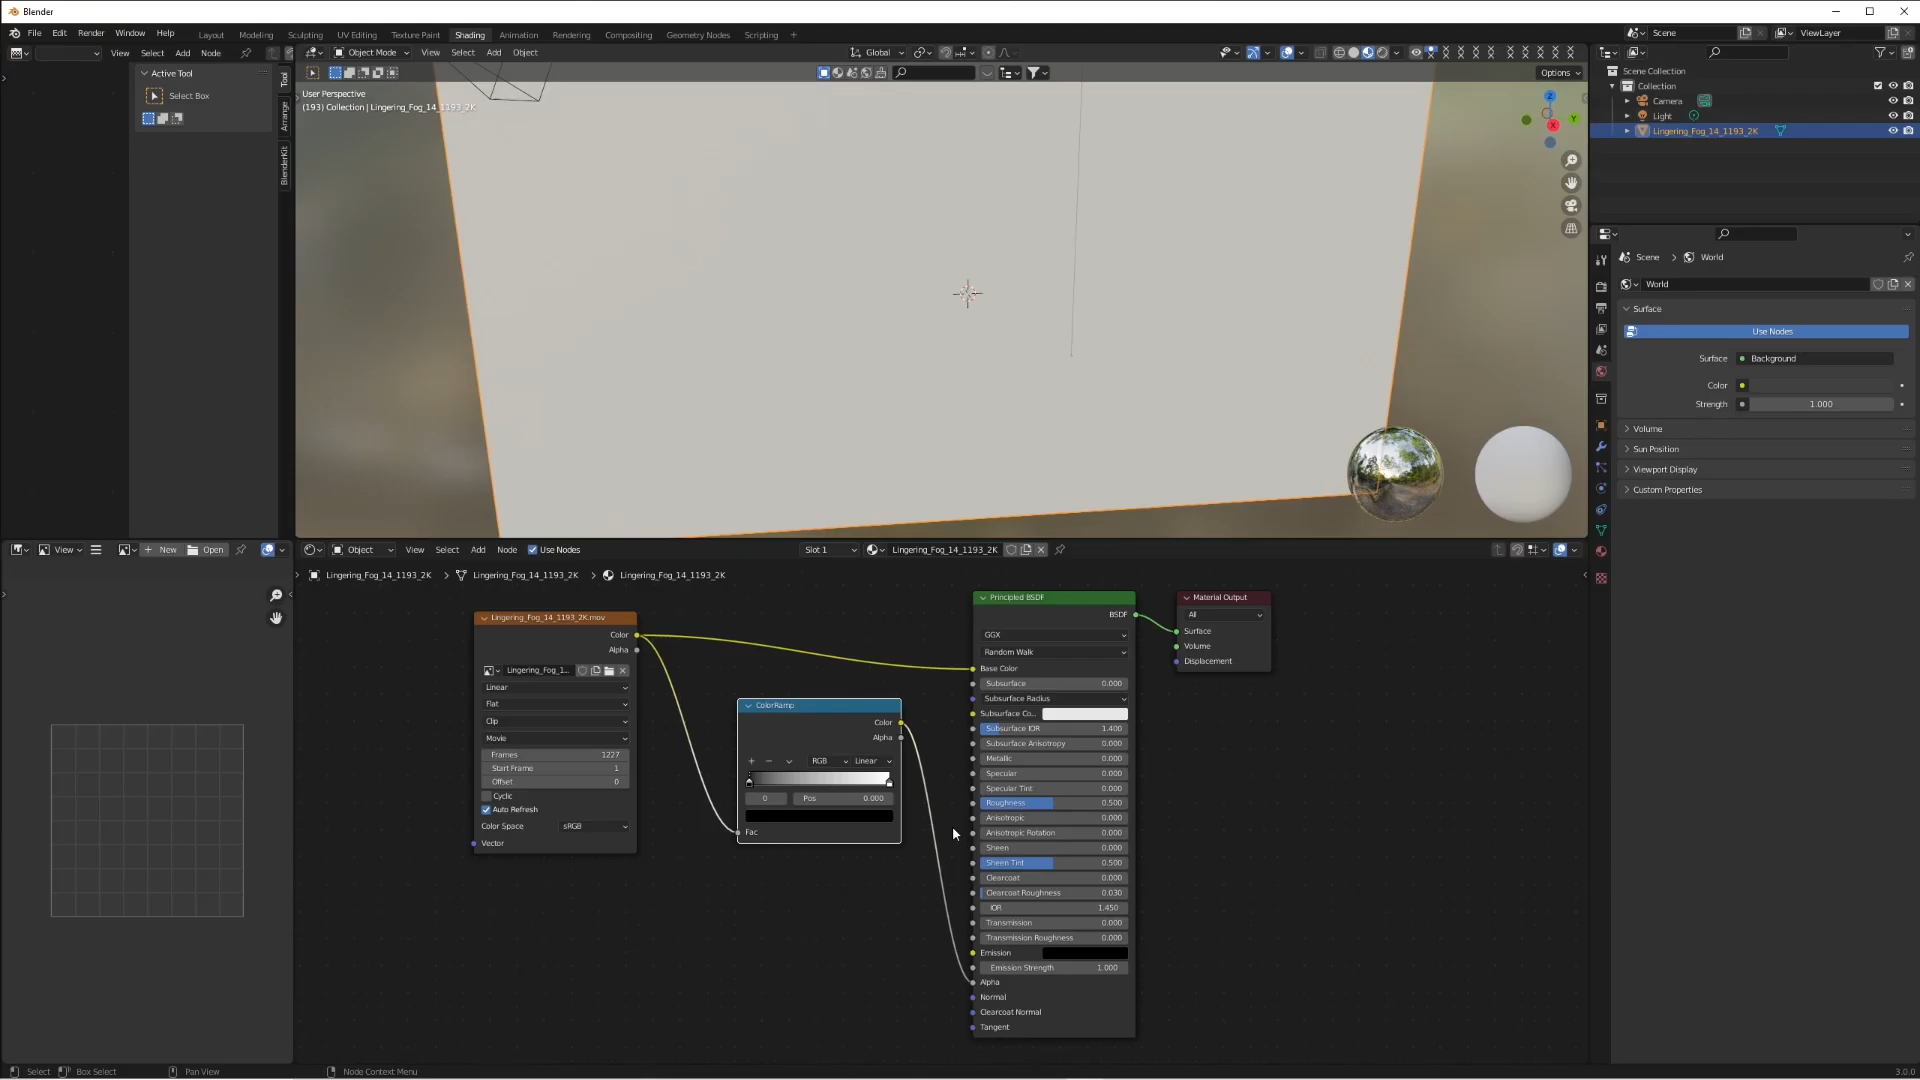 Blender
File Edit Render Window Help
Layout Modeling Sculpting UV Editing Texture Paint Shading Animation Rendering Compositing Geometry Nodes Scripting +
Scene
ViewLayer
View Select Add Node
Object Mode View Select Add Object
Global
Options
Active Tool
Select Box
Tool
Arrange
BlenderKit
User Perspective
(193) Collection | Lingering_Fog_14_1193_2K
Z
Y
X
Scene Collection
Collection
Camera
Light
Lingering_Fog_14_1193_2K
Scene > World
World
Surface
Use Nodes
Surface Background
Color
Strength 1.000
Volume
Sun Position
Viewport Display
Custom Properties
View
New
Open
Object View Select Add Node Use Nodes
Slot 1
Lingering_Fog_14_1193_2K
Lingering_Fog_14_1193_2K > Lingering_Fog_14_1193_2K > Lingering_Fog_14_1193_2K
Lingering_Fog_14_1193_2K.mov
Color
Alpha
Lingering_Fog_1...
Linear
Flat
Clip
Movie
Frames 1227
Start Frame 1
Offset 0
Cyclic
Auto Refresh
Color Space sRGB
Vector
ColorRamp
Color
Alpha
+ − RGB Linear
0 Pos 0.000
Fac
Principled BSDF
BSDF
GGX
Random Walk
Base Color
Subsurface 0.000
Subsurface Radius
Subsurface Co...
Subsurface IOR 1.400
Subsurface Anisotropy 0.000
Metallic 0.000
Specular 0.000
Specular Tint 0.000
Roughness 0.500
Anisotropic 0.000
Anisotropic Rotation 0.000
Sheen 0.000
Sheen Tint 0.500
Clearcoat 0.000
Clearcoat Roughness 0.030
IOR 1.450
Transmission 0.000
Transmission Roughness 0.000
Emission
Emission Strength 1.000
Alpha
Normal
Clearcoat Normal
Tangent
Material Output
All
Surface
Volume
Displacement
Select Box Select Pan View Node Context Menu
3.0.0